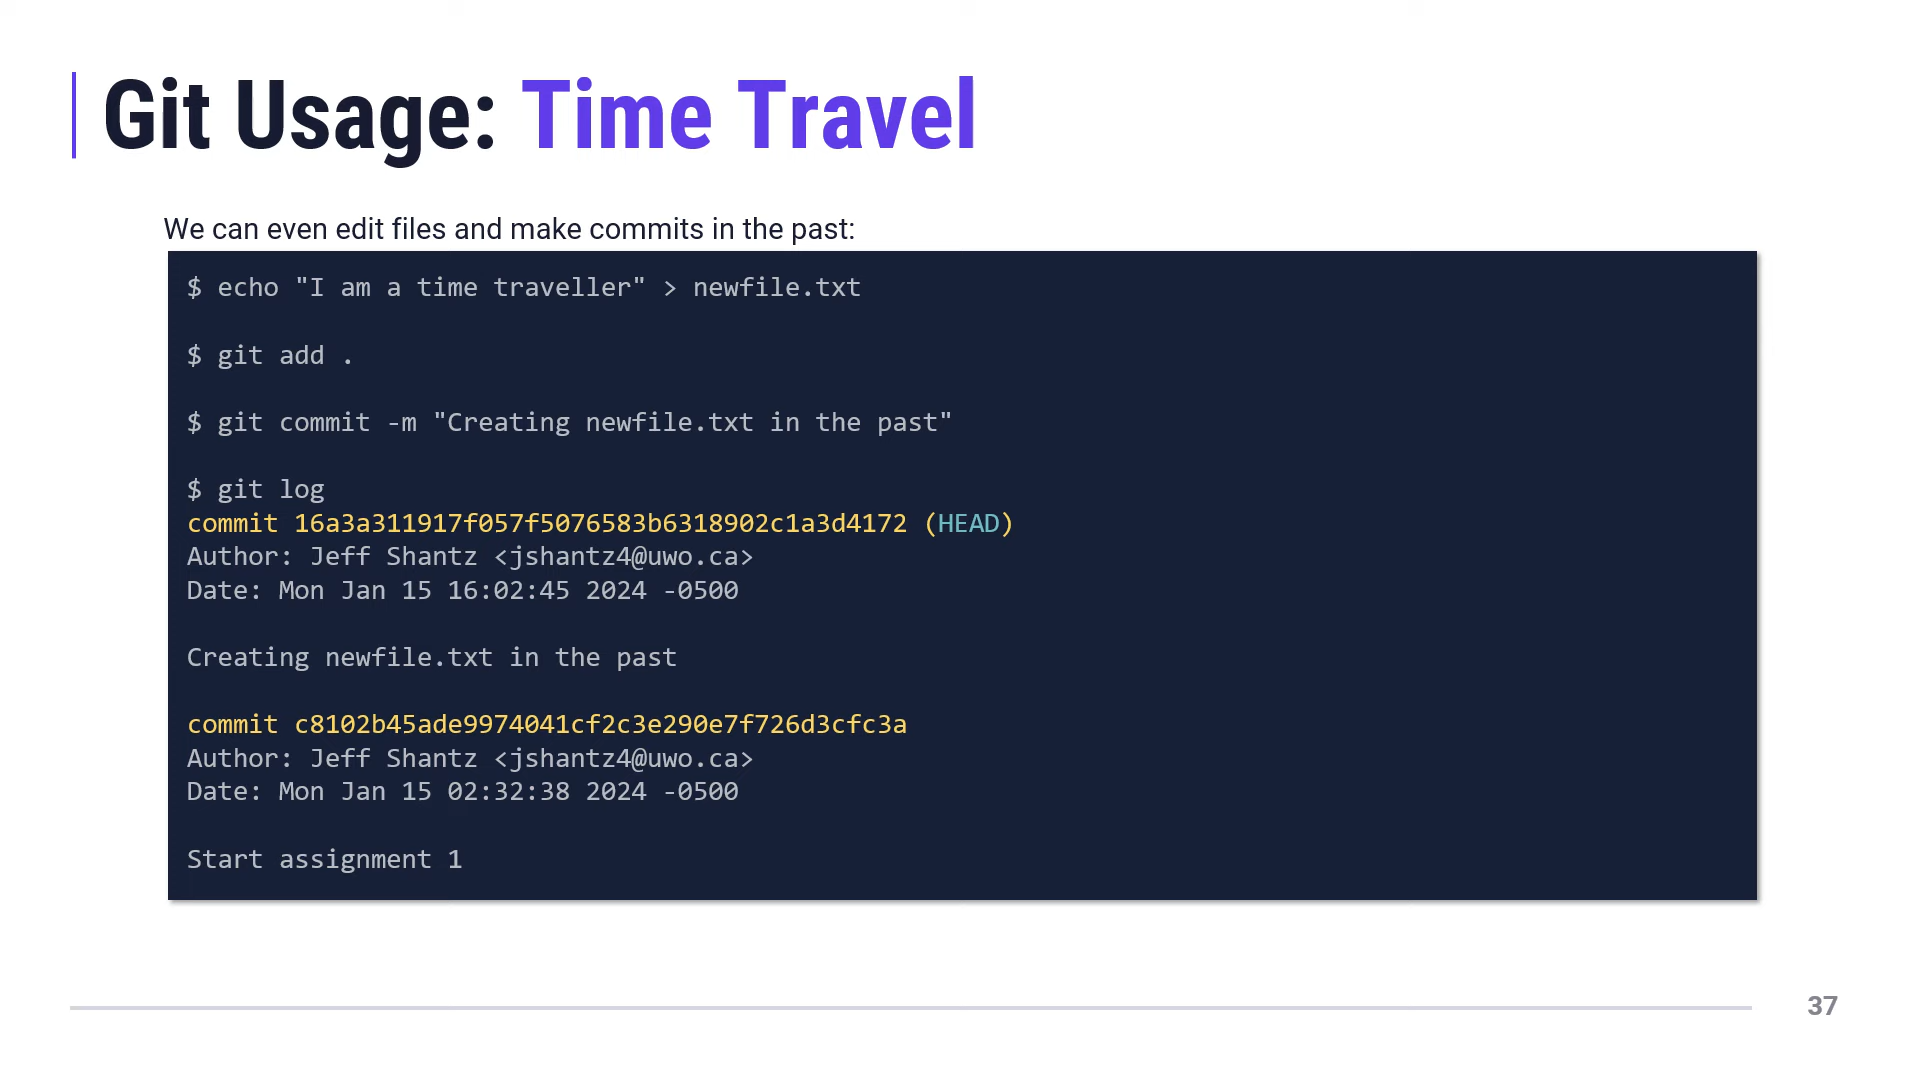 Git Usage: Time Travel
We can even edit files and make commits in the past:
$ echo "I am a time traveller" > newfile.txt
$ git add .
$ git commit -m "Creating newfile.txt in the past"
$ git log
commit 16a3a311917f057f5076583b6318902c1a3d4172 (HEAD)
Author: Jeff Shantz <jshantz4@uwo.ca>
Date: Mon Jan 15 16:02:45 2024 -0500
Creating newfile.txt in the past
commit c8102b45ade9974041cf2c3e290e7f726d3cfc3a
Author: Jeff Shantz <jshantz4@uwo.ca>
Date: Mon Jan 15 02:32:38 2024 -0500
Start assignment 1
37